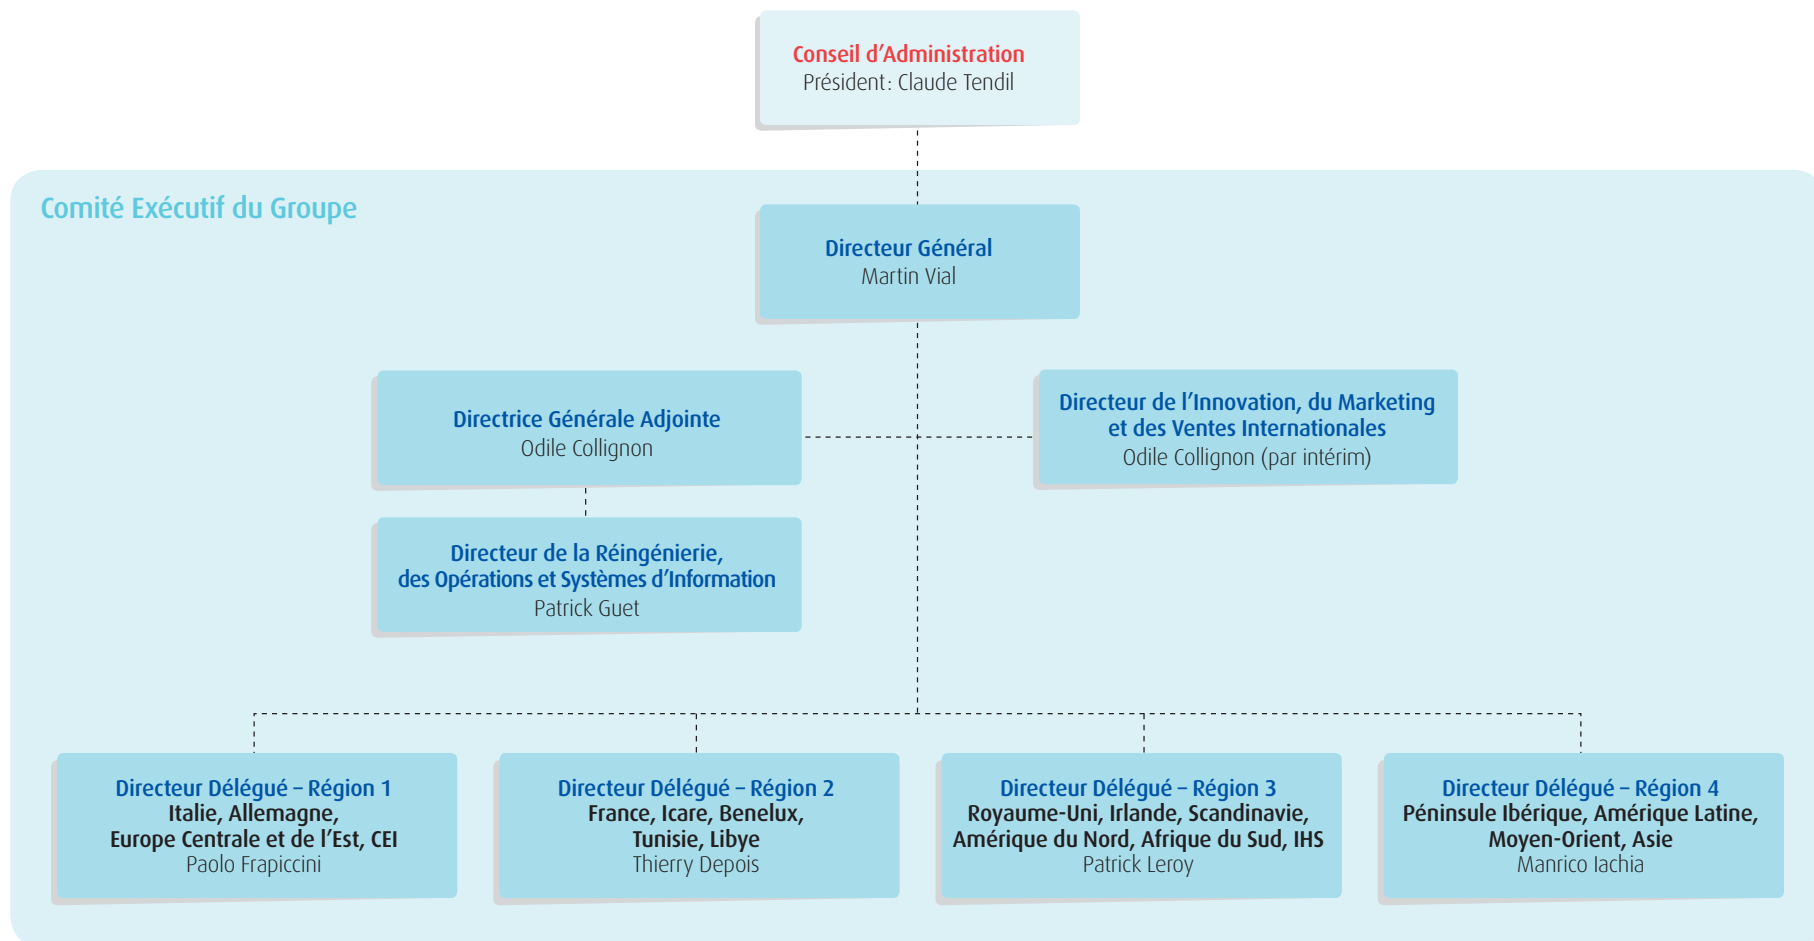 Conseil d’Administration
Président: Claude Tendil
Comité Exécutif du Groupe
Directeur Général
Martin Vial
Directrice Générale Adjointe
Odile Collignon
Directeur de l’Innovation, du Marketing
et des Ventes Internationales
Odile Collignon (par intérim)
Directeur de la Réingénierie,
des Opérations et Systèmes d’Information
Patrick Guet
Directeur Délégué – Région 1
Italie, Allemagne,
Europe Centrale et de l’Est, CEI
Paolo Frapiccini
Directeur Délégué – Région 2
France, Icare, Benelux,
Tunisie, Libye
Thierry Depois
Directeur Délégué – Région 3
Royaume-Uni, Irlande, Scandinavie,
Amérique du Nord, Afrique du Sud, IHS
Patrick Leroy
Directeur Délégué – Région 4
Péninsule Ibérique, Amérique Latine,
Moyen-Orient, Asie
Manrico Iachia